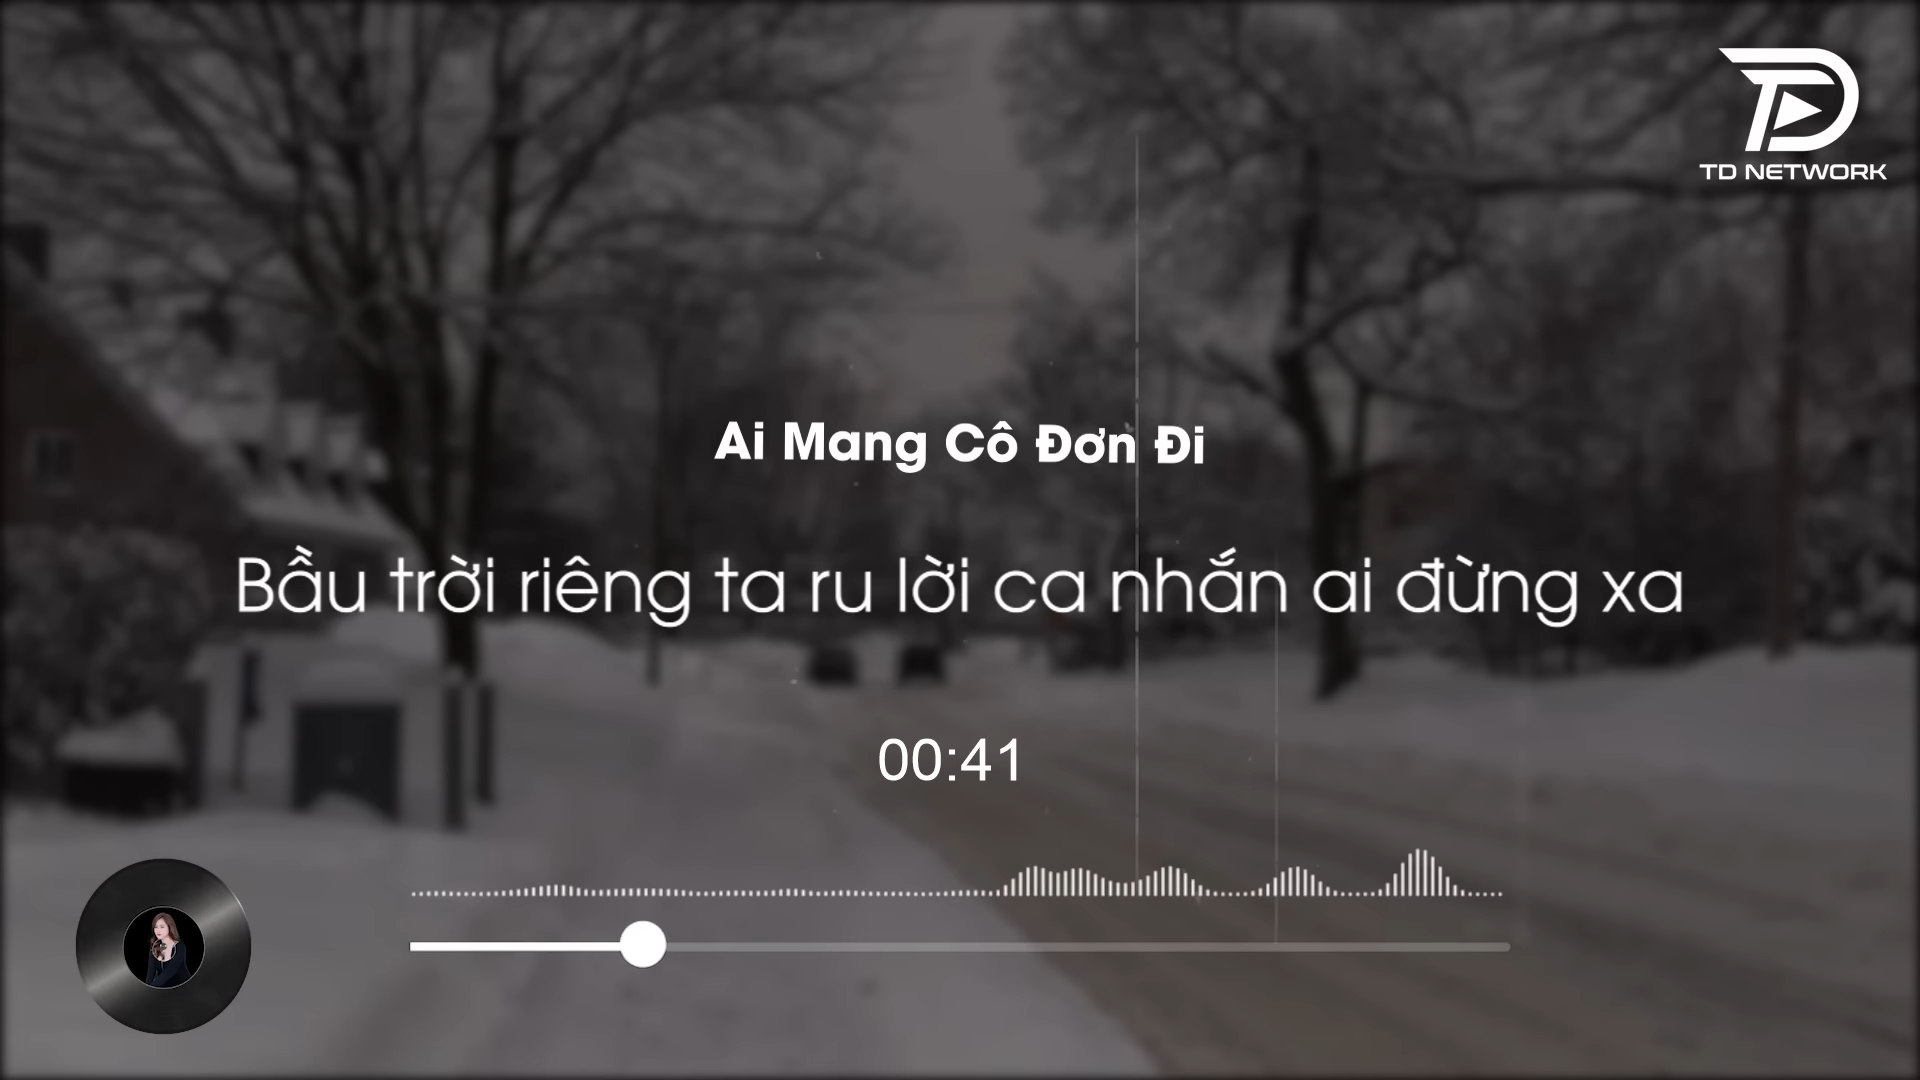 TD NETWORK
Ai Mang Cô Đơn Đi
Bầu trời riêng ta ru lời ca nhắn ai đừng xa
00:41